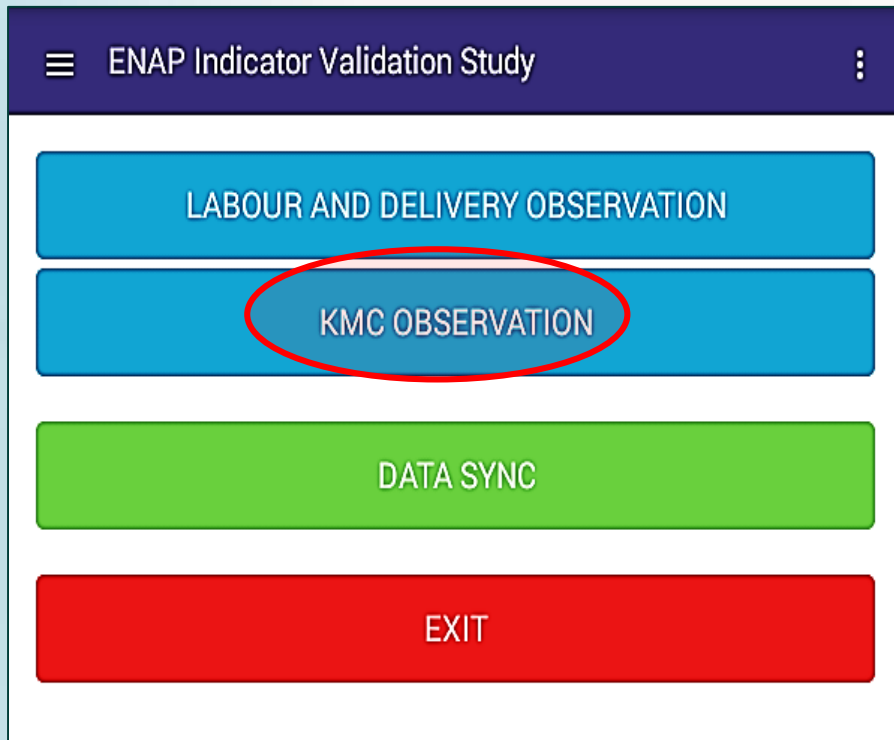 ENAP Indicator Validation Study
LABOUR AND DELIVERY OBSERVATION
KMC OBSERVATION
DATA SYNC
EXIT